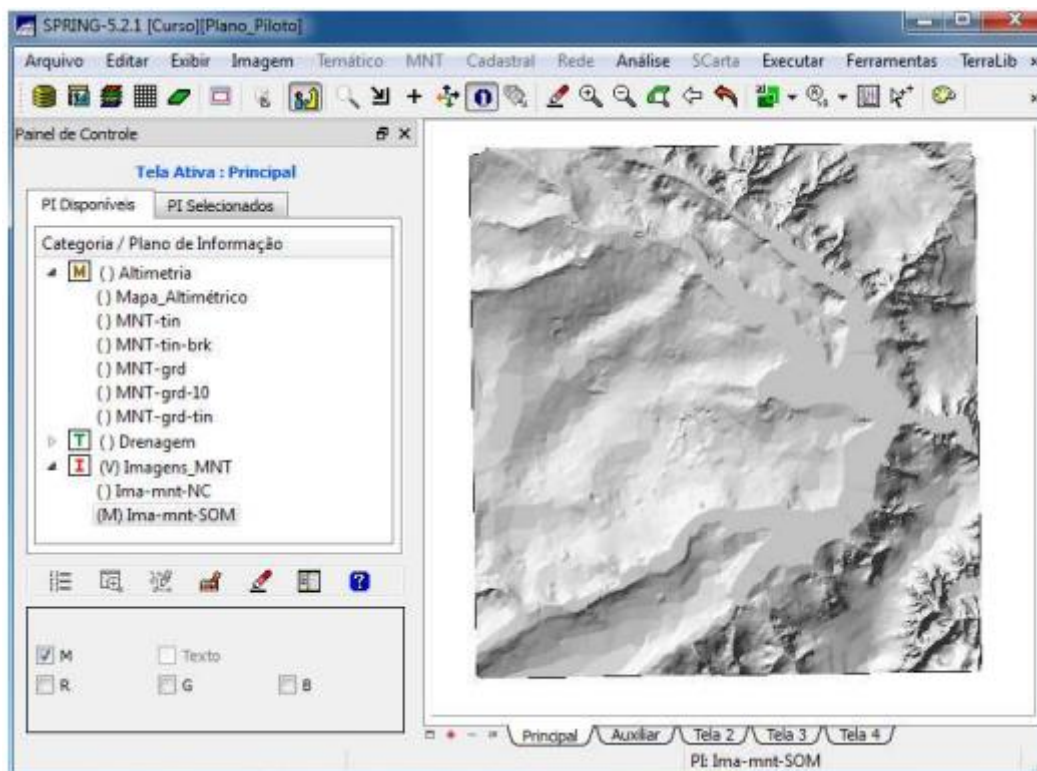 SPRING-5.2.1 [Curso][Plano_Piloto]
Arquivo Editar Exibir Imagem Temático MNT Cadastral Rede Análise SCarta Executar Ferramentas TerraLib »
Painel de Controle
Tela Ativa : Principal
PI Disponíveis PI Selecionados
Categoria / Plano de Informação
M () Altimetria
() Mapa_Altimétrico
() MNT-tin
() MNT-tin-brk
() MNT-grd
() MNT-grd-10
() MNT-grd-tin
T () Drenagem
I (V) Imagens_MNT
() Ima-mnt-NC
(M) Ima-mnt-SOM
M Texto
R G B
Principal Auxiliar Tela 2 Tela 3 Tela 4
PI: Ima-mnt-SOM